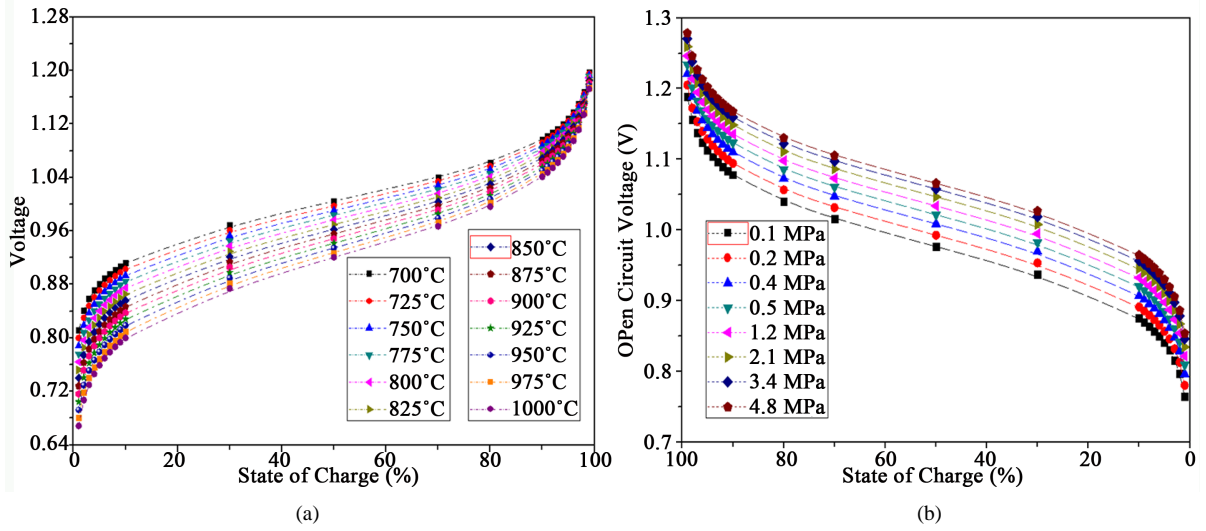 1.28
1.20
1.12
1.04
0.96
0.88
0.80
0.72
0.64
Voltage
700°C
725°C
750°C
775°C
800°C
825°C
850°C
875°C
900°C
925°C
950°C
975°C
1000°C
0 20 40 60 80 100
State of Charge (%)
(a)
1.3
1.2
1.1
1.0
0.9
0.8
0.7
OPen Circuit Voltage (V)
0.1 MPa
0.2 MPa
0.4 MPa
0.5 MPa
1.2 MPa
2.1 MPa
3.4 MPa
4.8 MPa
100 80 60 40 20 0
State of Charge (%)
(b)